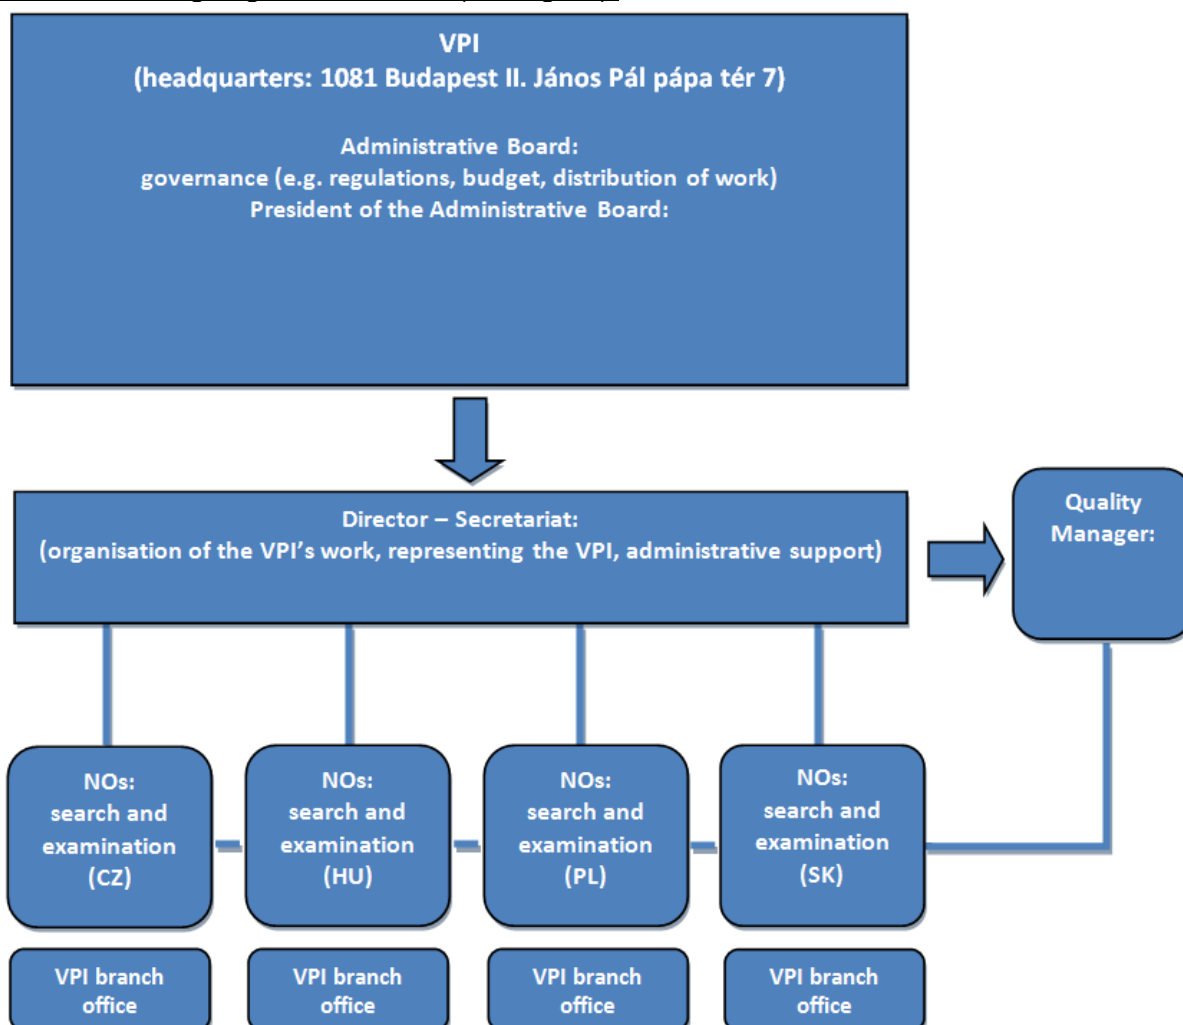 VPI
(headquarters: 1081 Budapest II. János Pál pápa tér 7)
Administrative Board:
governance (e.g. regulations, budget, distribution of work)
President of the Administrative Board:
Director – Secretariat:
(organisation of the VPI's work, representing the VPI, administrative support)
Quality
Manager:
NOs:
search and
examination
(CZ)
NOs:
search and
examination
(HU)
NOs:
search and
examination
(PL)
NOs:
search and
examination
(SK)
VPI branch
office
VPI branch
office
VPI branch
office
VPI branch
office